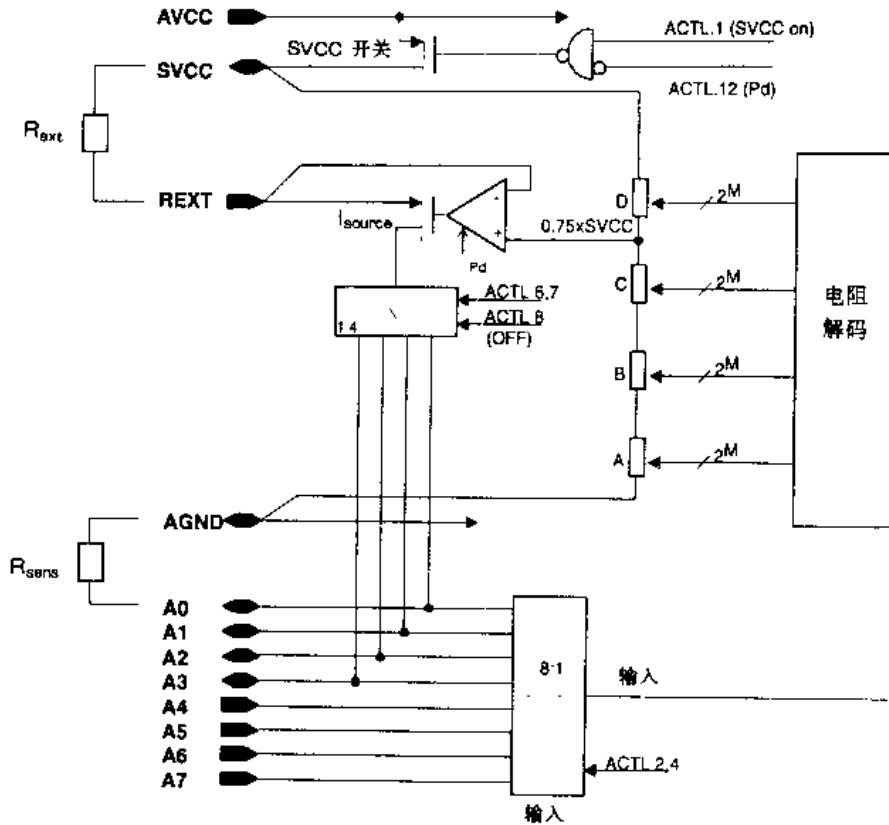 AVCC
ACTL.1 (SVCC on)
SVCC 开关
SVCC
ACTL.12 (Pd)
Rext
REXT
Isource
-
+
Pd
0.75xSVCC
D
2M
C
2M
B
2M
A
2M
电阻
解码
1 4
ACTL 6,7
ACTL 8
(OFF)
AGND
Rsens
A0
A1
A2
A3
A4
A5
A6
A7
8-1
输入
ACTL 2,4
输入